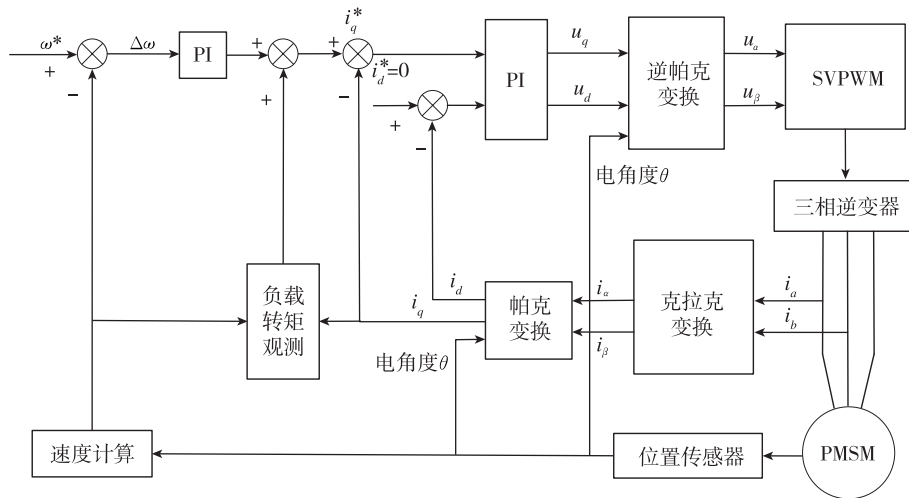 ω*
+
−
Δω
PI
+
+
+
i_q^*
−
i_d^*=0
+
−
PI
u_q
u_d
逆帕克
变换
u_α
u_β
SVPWM
电角度θ
三相逆变器
负载
转矩
观测
i_d
i_q
帕克
变换
i_α
i_β
克拉克
变换
i_a
i_b
电角度θ
速度计算
位置传感器
PMSM